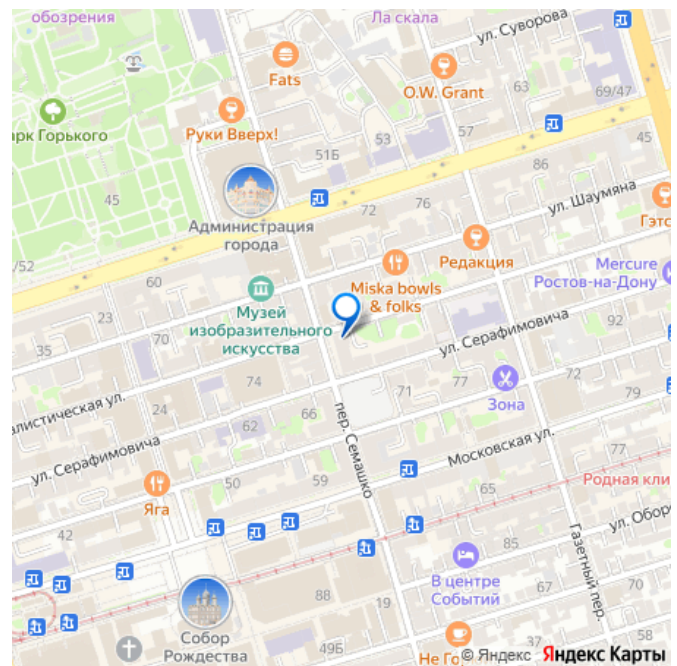 обозрения
Ла скала
ул. Суворова
Fats
O.W. Grant
63
69/47
арк Горького
Руки Вверх!
51Б
53
57
45
86
45
Администрация
города
72
76
ул. Шаумяна
Редакция
Гэтс
/52
60
Miska bowls
& folks
Mercure
Ростов-на-Дону
Музей
изобразительного
искусства
23
35
70
ул. Серафимовича
92
74
71
77
72
Зона
79
алистическая ул.
24
62
66
пер. Семашко
ул. Серафимовича
Московская ул.
77
Яга
50
59
65
Родная кли
42
85
ул. Оборо
В центре
Событий
67
70
Газетный пер.
88
19
Собор
Рождества
49Б
Не Го
58
© Яндекс Яндекс Карты